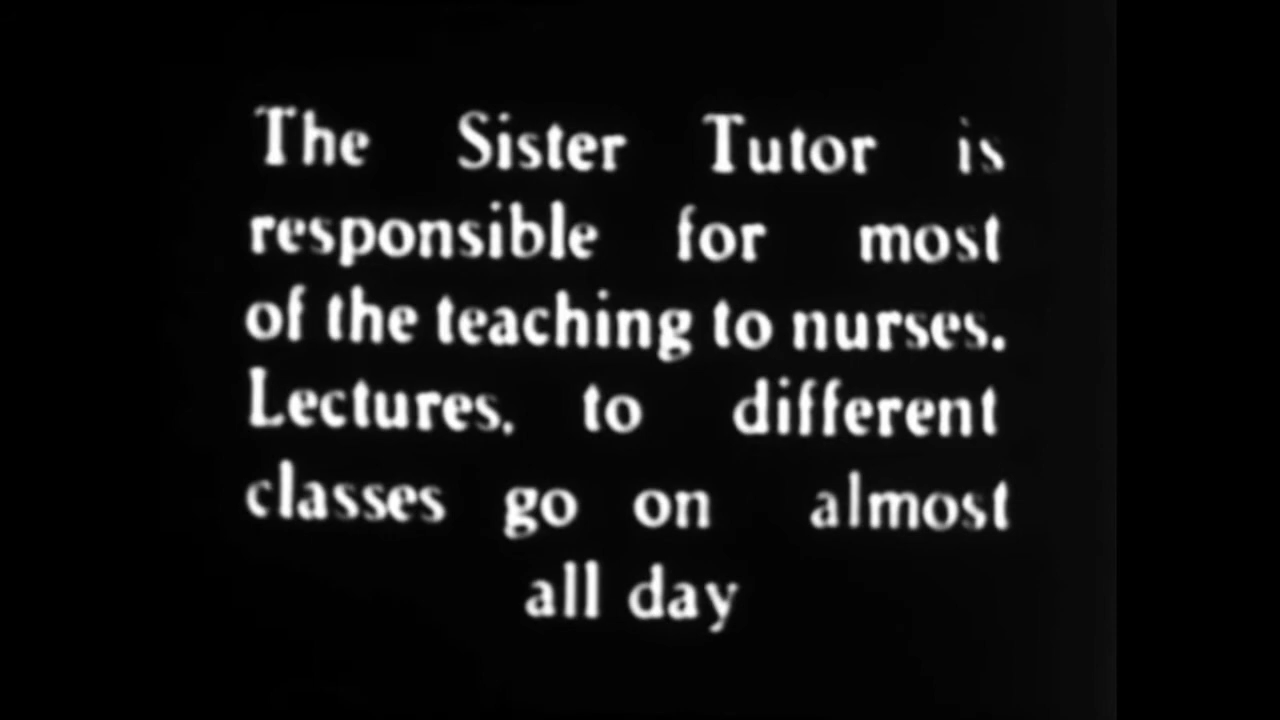 The Sister Tutor is
responsible for most
of the teaching to nurses.
Lectures, to different
classes go on almost
all day